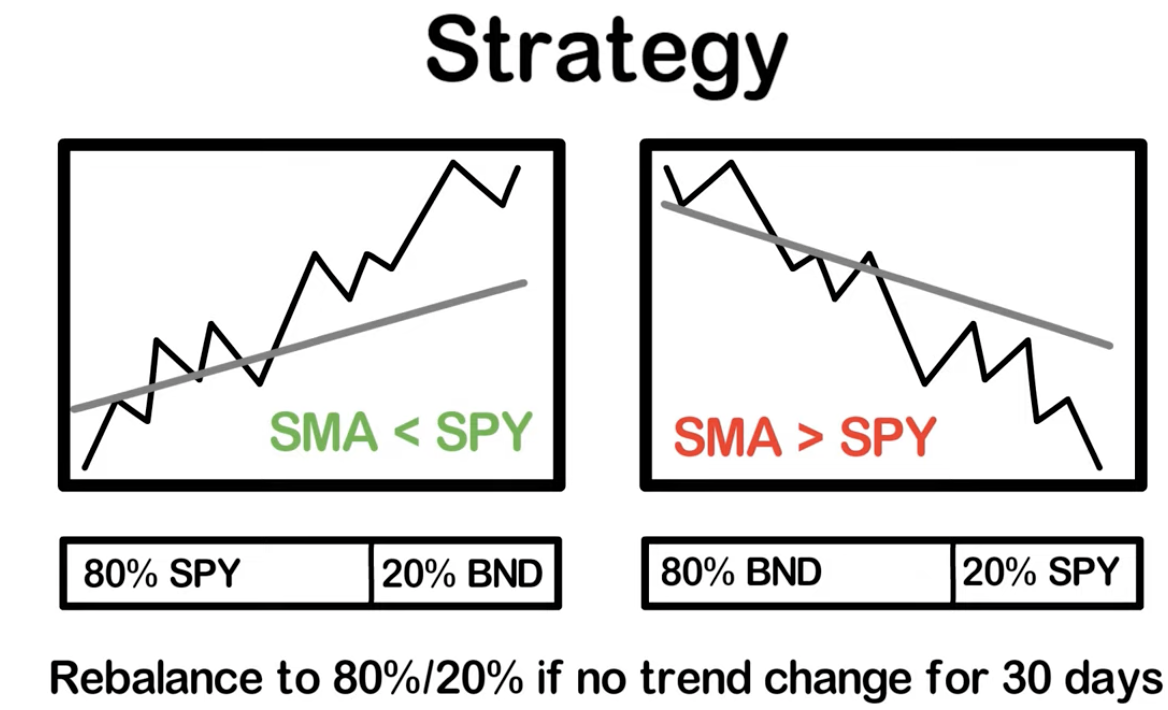 Strategy
SMA < SPY
SMA > SPY
80% SPY
20% BND
80% BND
20% SPY
Rebalance to 80%/20% if no trend change for 30 days